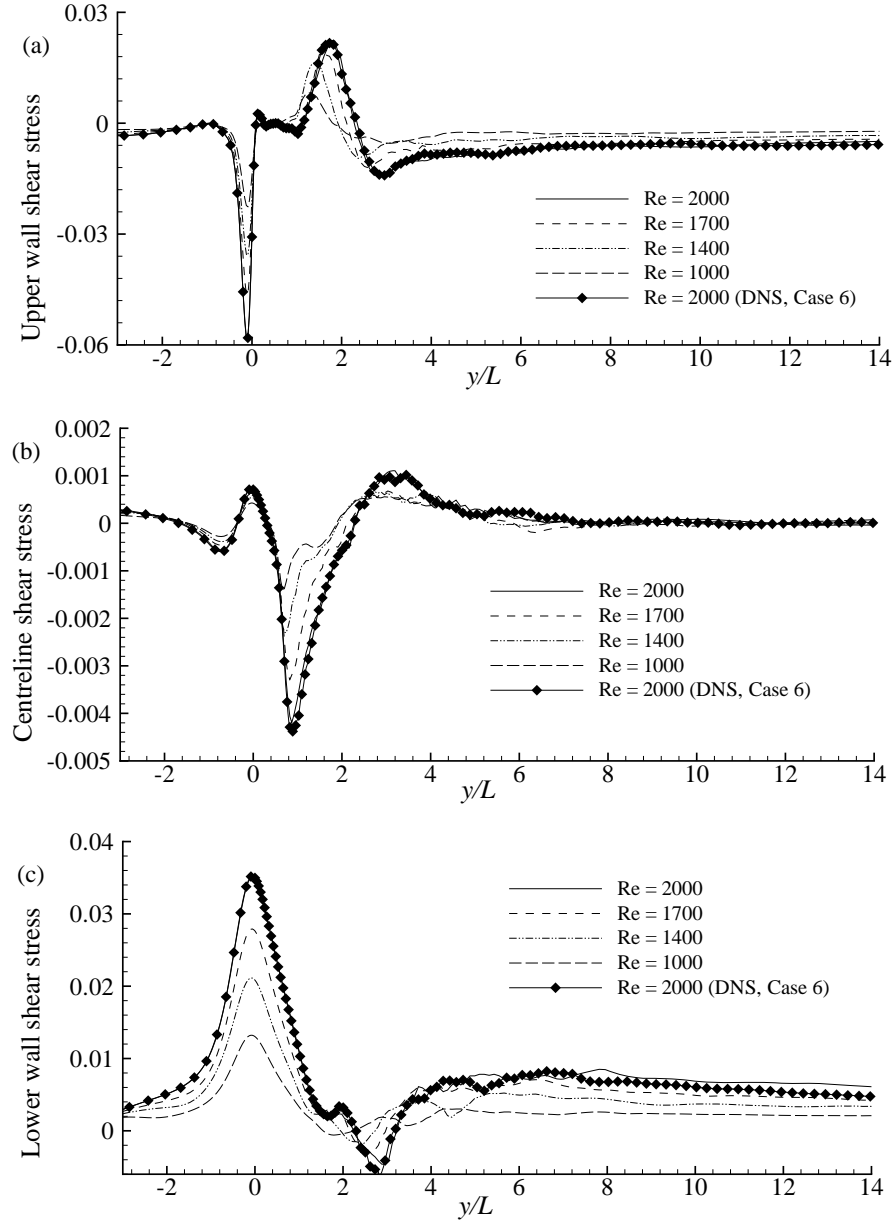 (a)
Upper wall shear stress
0.03
0
-0.03
-0.06
-2 0 2 4 6 8 10 12 14
y/L
Re = 2000
Re = 1700
Re = 1400
Re = 1000
Re = 2000 (DNS, Case 6)
(b)
Centreline shear stress
0.002
0.001
0
-0.001
-0.002
-0.003
-0.004
-0.005
-2 0 2 4 6 8 10 12 14
y/L
Re = 2000
Re = 1700
Re = 1400
Re = 1000
Re = 2000 (DNS, Case 6)
(c)
Lower wall shear stress
0.04
0.03
0.02
0.01
0
-2 0 2 4 6 8 10 12 14
y/L
Re = 2000
Re = 1700
Re = 1400
Re = 1000
Re = 2000 (DNS, Case 6)